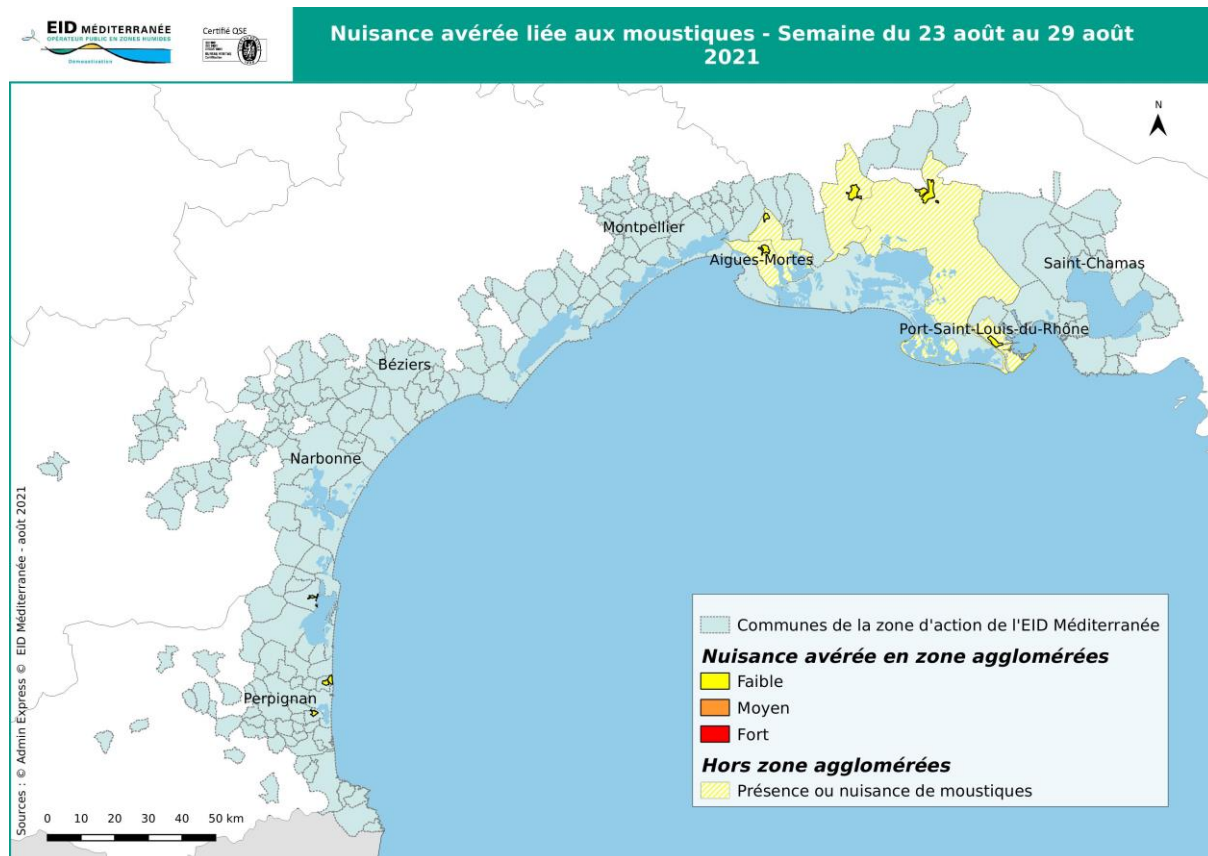 EID MÉDITERRANÉE
OPÉRATEUR PUBLIC EN ZONES HUMIDES
Démoustication
Certifié QSE
BUREAU VERITAS
Certification
Nuisance avérée liée aux moustiques - Semaine du 23 août au 29 août
2021
N
Montpellier
Aigues-Mortes
Saint-Chamas
Port-Saint-Louis-du-Rhône
Béziers
Narbonne
Perpignan
Communes de la zone d'action de l'EID Méditerranée
Nuisance avérée en zone agglomérées
Faible
Moyen
Fort
Hors zone agglomérées
Présence ou nuisance de moustiques
0 10 20 30 40 50 km
Sources : © Admin Express © EID Méditerranée - août 2021